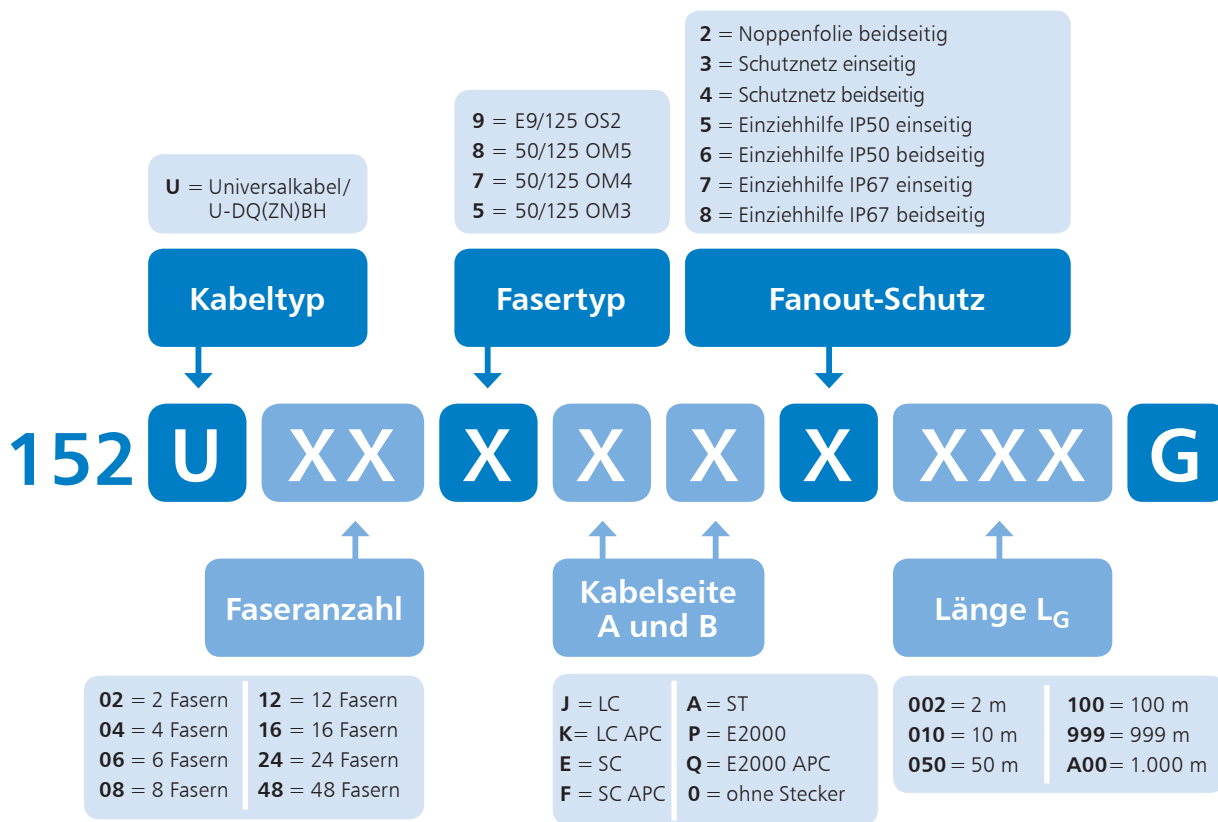 2 = Noppenfolie beidseitig
3 = Schutznetz einseitig
4 = Schutznetz beidseitig
5 = Einziehhilfe IP50 einseitig
6 = Einziehhilfe IP50 beidseitig
7 = Einziehhilfe IP67 einseitig
8 = Einziehhilfe IP67 beidseitig
9 = E9/125 OS2
8 = 50/125 OM5
7 = 50/125 OM4
5 = 50/125 OM3
U = Universalkabel/
U-DQ(ZN)BH
Kabeltyp
Fasertyp
Fanout-Schutz
152 U XX X X X X XXX G
Faseranzahl
Kabelseite
A und B
Länge LG
02 = 2 Fasern
04 = 4 Fasern
06 = 6 Fasern
08 = 8 Fasern
12 = 12 Fasern
16 = 16 Fasern
24 = 24 Fasern
48 = 48 Fasern
J = LC
K= LC APC
E = SC
F = SC APC
A = ST
P = E2000
Q = E2000 APC
0 = ohne Stecker
002 = 2 m
010 = 10 m
050 = 50 m
100 = 100 m
999 = 999 m
A00 = 1.000 m